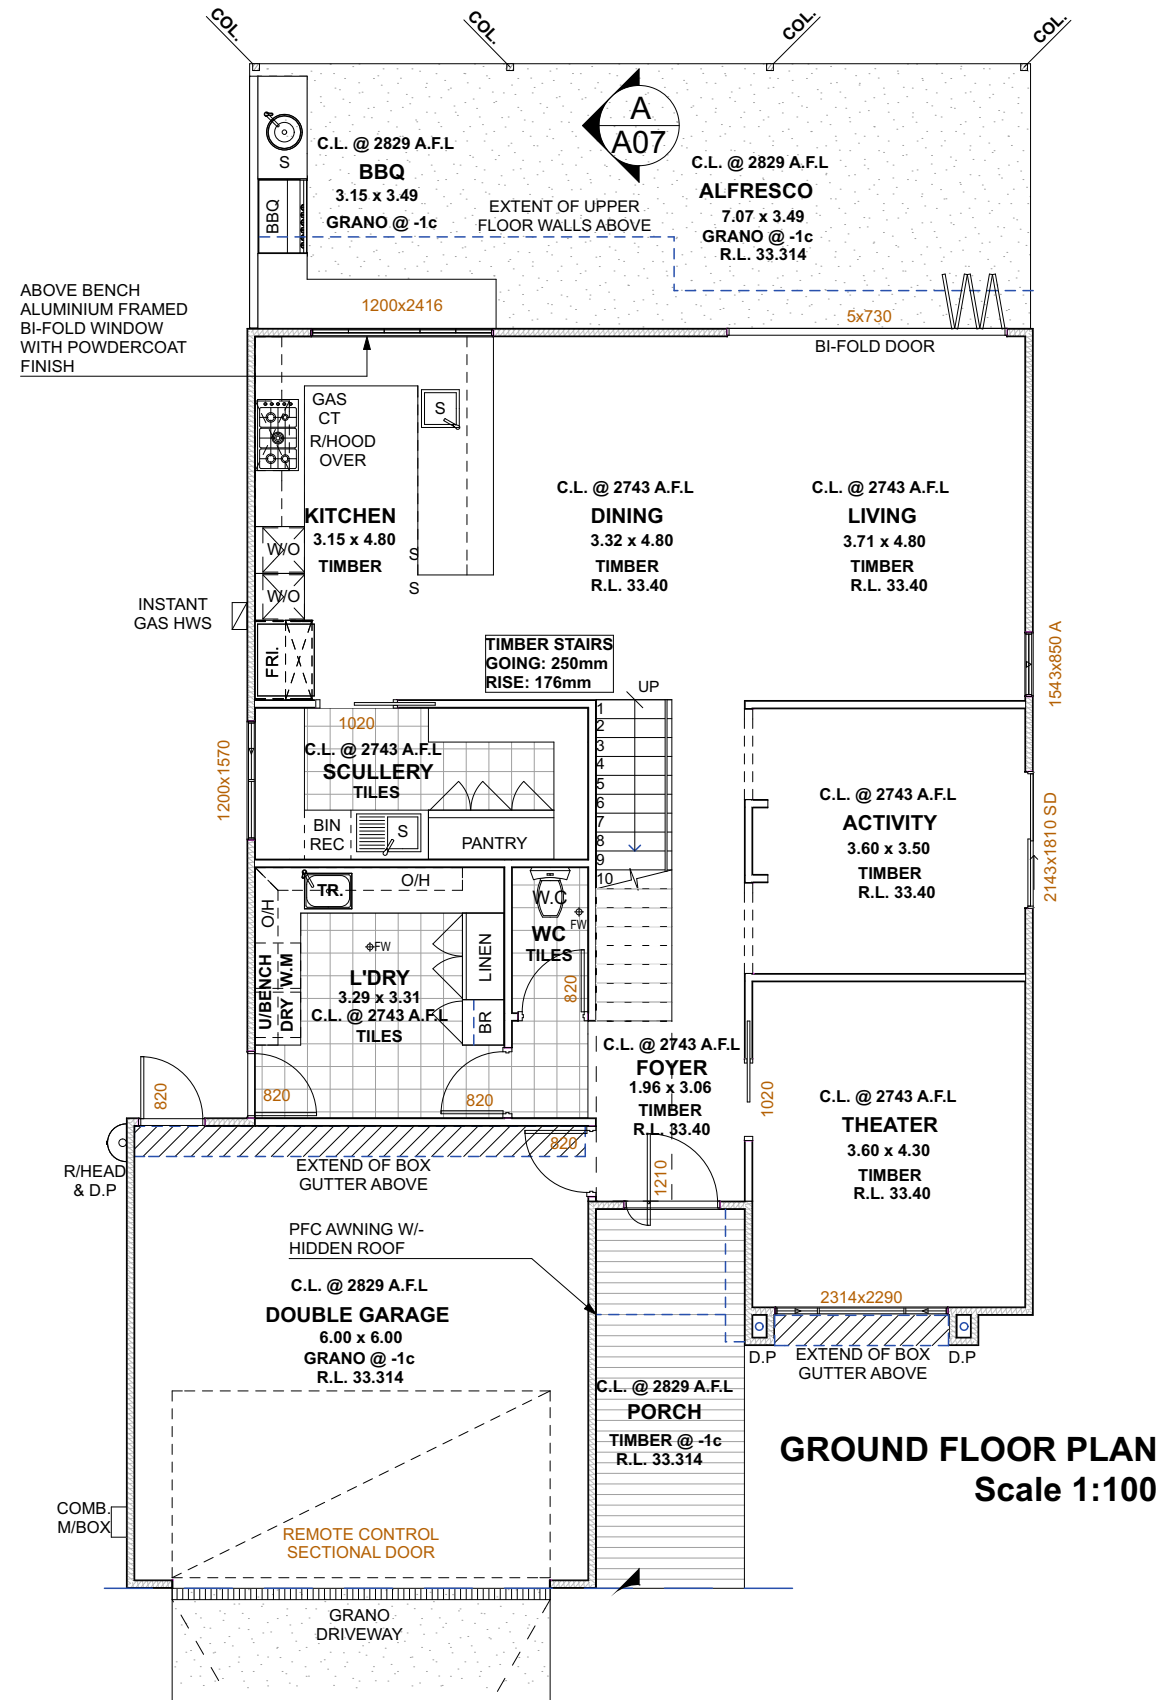 COL.
COL.
COL.
COL.
A
A07
C.L. @ 2829 A.F.L
BBQ
3.15 x 3.49
GRANO @ -1c
S
BBQ
C.L. @ 2829 A.F.L
ALFRESCO
7.07 x 3.49
GRANO @ -1c
R.L. 33.314
EXTENT OF UPPER
FLOOR WALLS ABOVE
ABOVE BENCH
ALUMINIUM FRAMED
BI-FOLD WINDOW
WITH POWDERCOAT
FINISH
1200x2416
5x730
BI-FOLD DOOR
GAS
CT
R/HOOD
OVER
S
KITCHEN
3.15 x 4.80
TIMBER
W/O
W/O
S
S
FRI.
C.L. @ 2743 A.F.L
DINING
3.32 x 4.80
TIMBER
R.L. 33.40
C.L. @ 2743 A.F.L
LIVING
3.71 x 4.80
TIMBER
R.L. 33.40
INSTANT
GAS HWS
1543x850 A
TIMBER STAIRS
GOING: 250mm
RISE: 176mm
UP
1
2
3
4
5
6
7
8
9
10
1200x1570
1020
C.L. @ 2743 A.F.L
SCULLERY
TILES
BIN
REC
S
PANTRY
C.L. @ 2743 A.F.L
ACTIVITY
3.60 x 3.50
TIMBER
R.L. 33.40
2143x1810 SD
TR.
O/H
O/H
U/BENCH
DRY W.M
FW
L'DRY
3.29 x 3.31
C.L. @ 2743 A.F.L
TILES
LINEN
BR
W.C
FW
WC
TILES
820
820
820
820
C.L. @ 2743 A.F.L
FOYER
1.96 x 3.06
TIMBER
R.L. 33.40
1020
1210
C.L. @ 2743 A.F.L
THEATER
3.60 x 4.30
TIMBER
R.L. 33.40
R/HEAD
& D.P
820
EXTEND OF BOX
GUTTER ABOVE
PFC AWNING W/-
HIDDEN ROOF
C.L. @ 2829 A.F.L
DOUBLE GARAGE
6.00 x 6.00
GRANO @ -1c
R.L. 33.314
2314x2290
D.P
EXTEND OF BOX
GUTTER ABOVE
D.P
C.L. @ 2829 A.F.L
PORCH
TIMBER @ -1c
R.L. 33.314
GROUND FLOOR PLAN
Scale 1:100
COMB.
M/BOX
REMOTE CONTROL
SECTIONAL DOOR
GRANO
DRIVEWAY